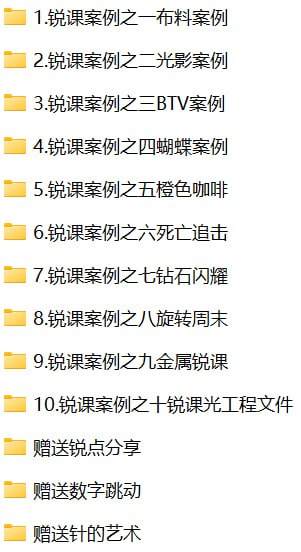 1.锐课案例之一布料案例
2.锐课案例之二光影案例
3.锐课案例之三BTV案例
4.锐课案例之四蝴蝶案例
5.锐课案例之五橙色咖啡
6.锐课案例之六死亡追击
7.锐课案例之七钻石闪耀
8.锐课案例之八旋转周末
9.锐课案例之九金属锐课
10.锐课案例之十锐课光工程文件
赠送锐点分享
赠送数字跳动
赠送针的艺术